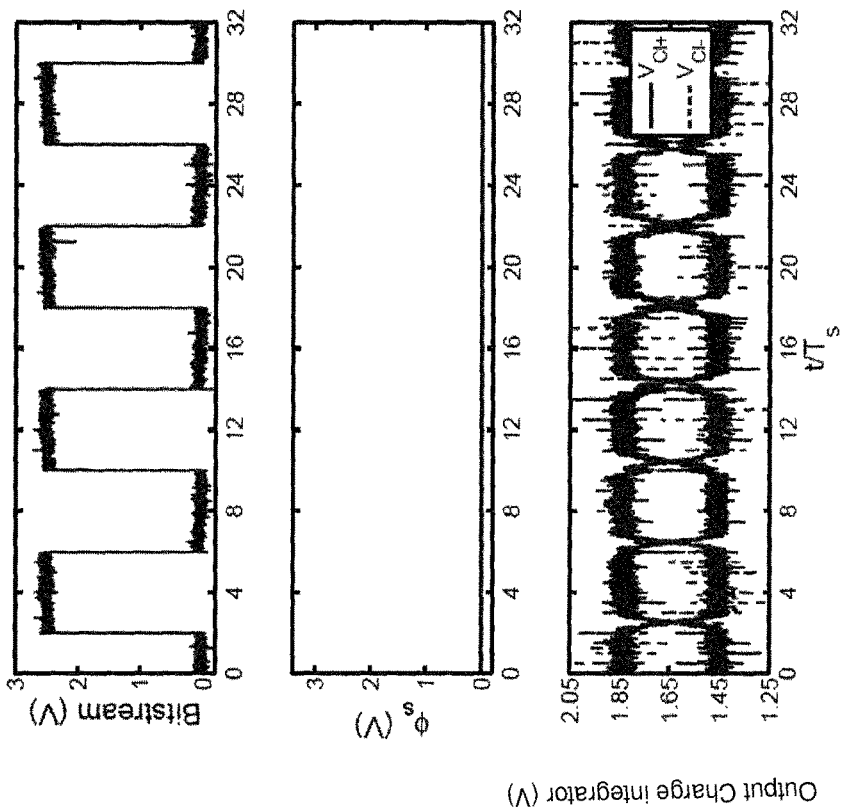 3
2
1
0
Bitstream (V)
0 4 8 12 16 20 24 28 32
3
2
1
0
ϕs (V)
0 4 8 12 16 20 24 28 32
2.05
1.85
1.65
1.45
1.25
Output Charge integrator (V)
VCI+
VCI-
0 4 8 12 16 20 24 28 32
t/Ts